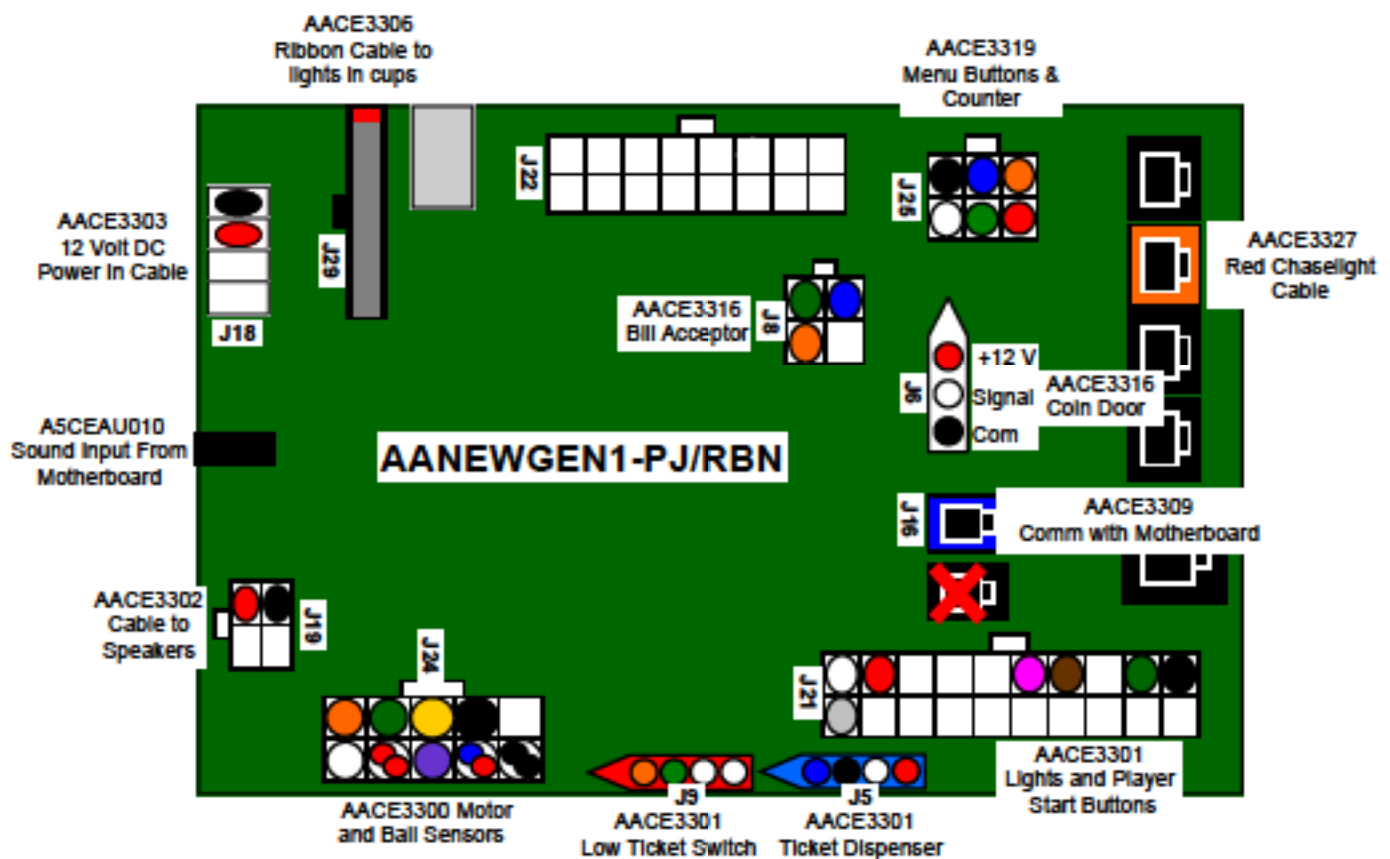 AACE3306
Ribbon Cable to
lights in cups
AACE3319
Menu Buttons &
Counter
J22
J25
AACE3303
12 Volt DC
Power In Cable
J29
J18
AACE3327
Red Chaselight
Cable
AACE3316
Bill Acceptor
J8
+12 V
Signal
Com
J6
AACE3316
Coin Door
A5CEAU010
Sound Input From
Motherboard
AANEWGEN1-PJ/RBN
J16
AACE3309
Comm with Motherboard
AACE3302
Cable to
Speakers
J19
J24
J21
AACE3300 Motor
and Ball Sensors
J9
AACE3301
Low Ticket Switch
J5
AACE3301
Ticket Dispenser
AACE3301
Lights and Player
Start Buttons